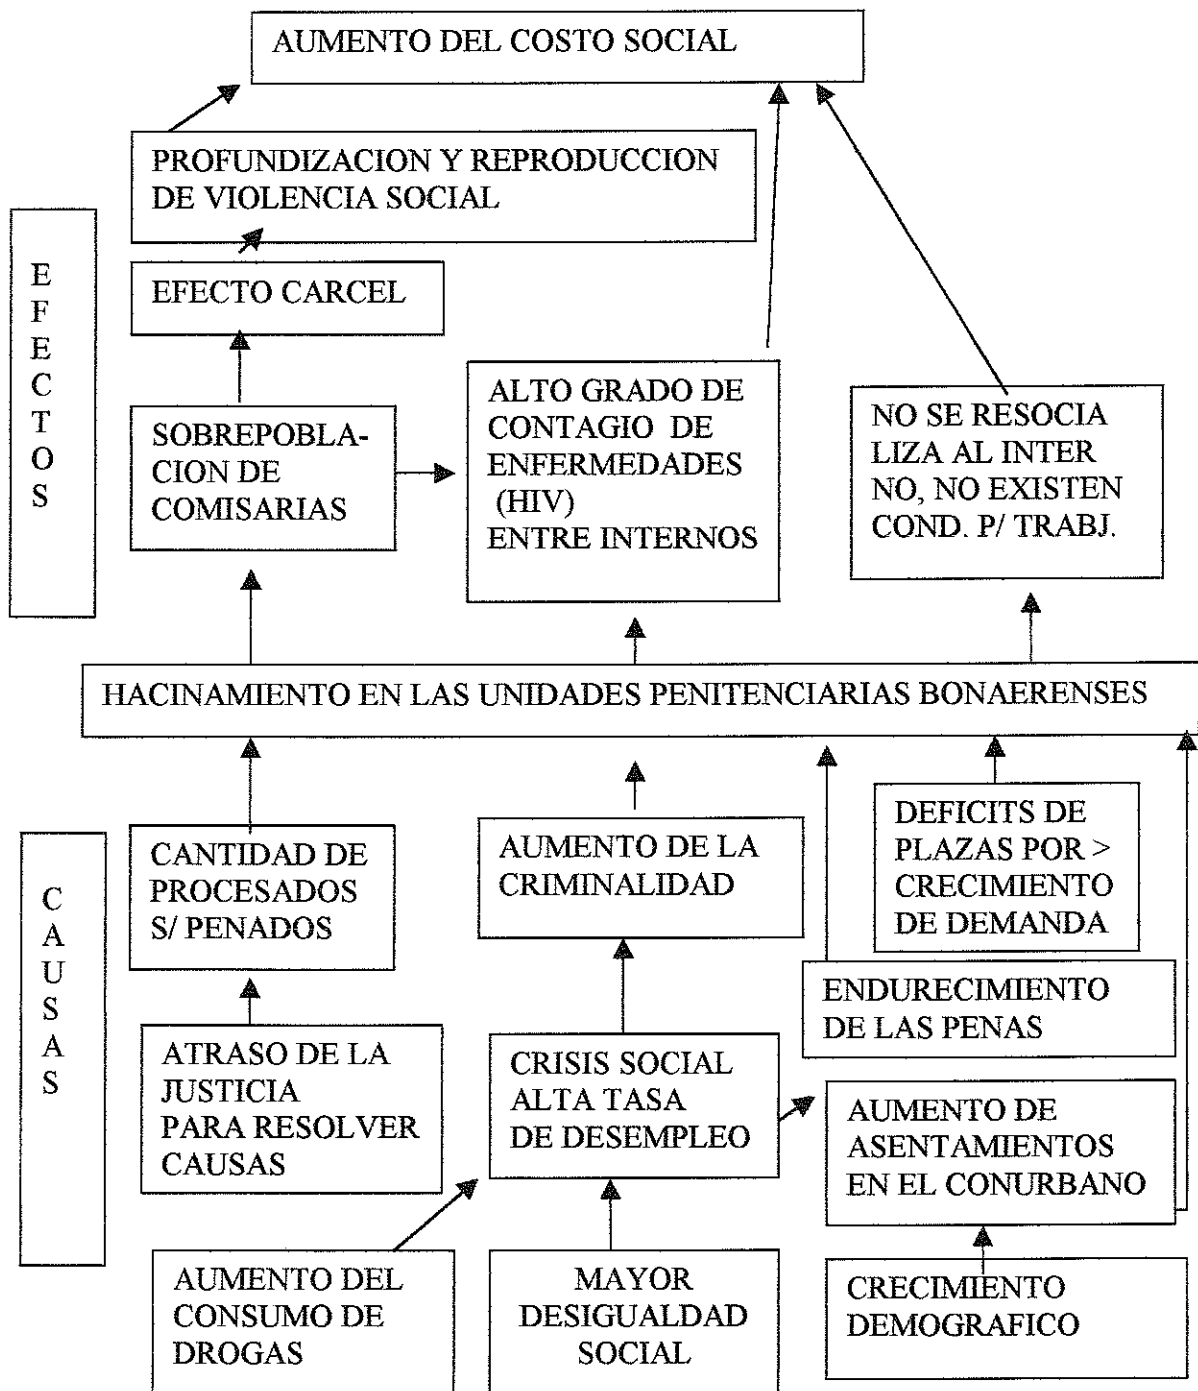 AUMENTO DEL COSTO SOCIAL
PROFUNDIZACION Y REPRODUCCION
DE VIOLENCIA SOCIAL
E
F
E
C
T
O
S
EFECTO CARCEL
SOBREPOBLA-
CION DE
COMISARIAS
ALTO GRADO DE
CONTAGIO DE
ENFERMEDADES
(HIV)
ENTRE INTERNOS
NO SE RESOCIA
LIZA AL INTER
NO, NO EXISTEN
COND. P/ TRABJ.
HACINAMIENTO EN LAS UNIDADES PENITENCIARIAS BONAERENSES
C
A
U
S
A
S
CANTIDAD DE
PROCESADOS
S/ PENADOS
AUMENTO DE LA
CRIMINALIDAD
DEFICITS DE
PLAZAS POR >
CRECIMIENTO
DE DEMANDA
ENDURECIMIENTO
DE LAS PENAS
ATRASO DE LA
JUSTICIA
PARA RESOLVER
CAUSAS
CRISIS SOCIAL
ALTA TASA
DE DESEMPLEO
AUMENTO DE
ASENTAMIENTOS
EN EL CONURBANO
AUMENTO DEL
CONSUMO DE
DROGAS
MAYOR
DESIGUALDAD
SOCIAL
CRECIMIENTO
DEMOGRAFICO